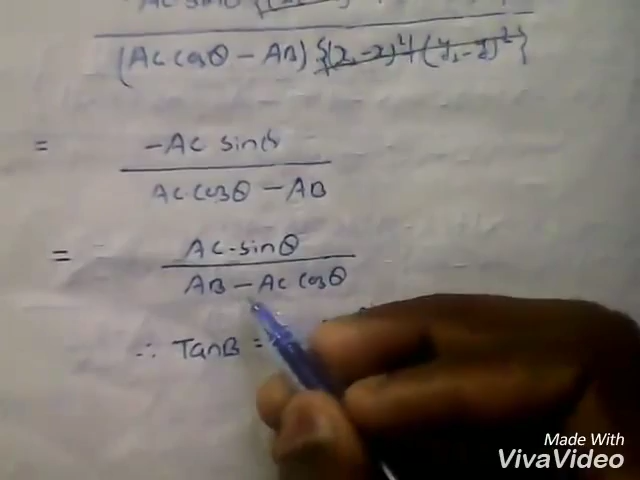 (AC cosθ - AB)
= -AC sinθ
AC cosθ - AB
= AC·sinθ
AB - AC cosθ
∴ TanB =
Made With
VivaVideo